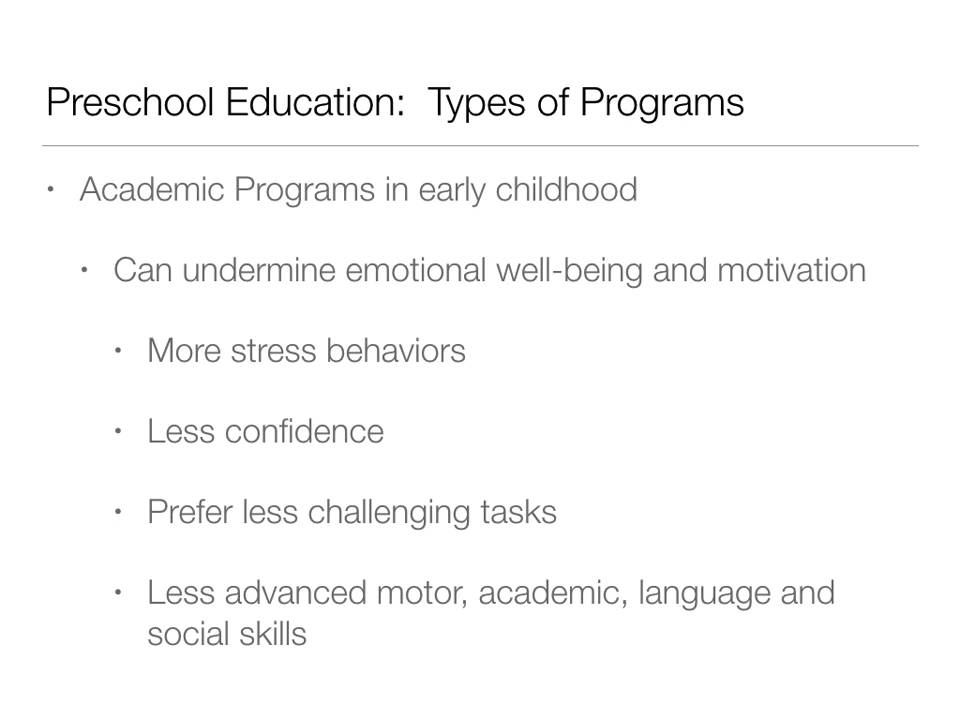 Preschool Education:  Types of Programs
• Academic Programs in early childhood
• Can undermine emotional well-being and motivation
• More stress behaviors
• Less confidence
• Prefer less challenging tasks
• Less advanced motor, academic, language and
social skills